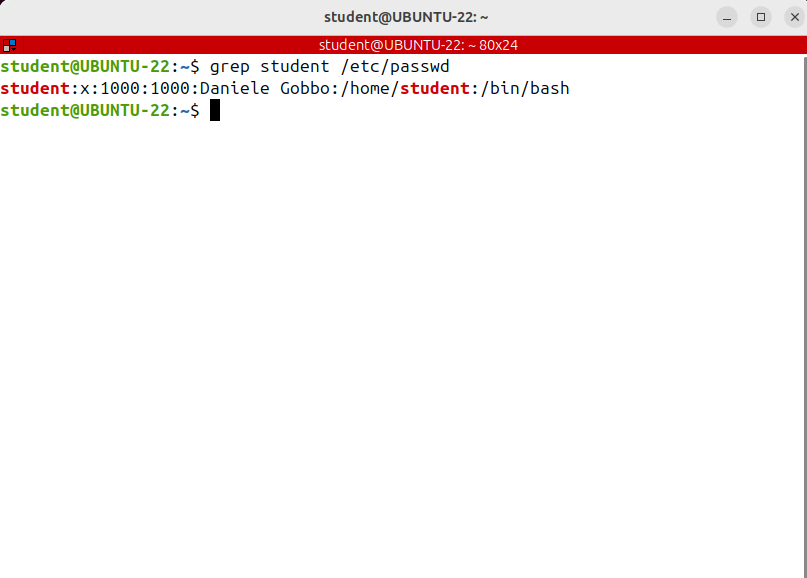 student@UBUNTU-22: ~
student@UBUNTU-22: ~ 80x24
student@UBUNTU-22:~$ grep student /etc/passwd
student:x:1000:1000:Daniele Gobbo:/home/student:/bin/bash
student@UBUNTU-22:~$